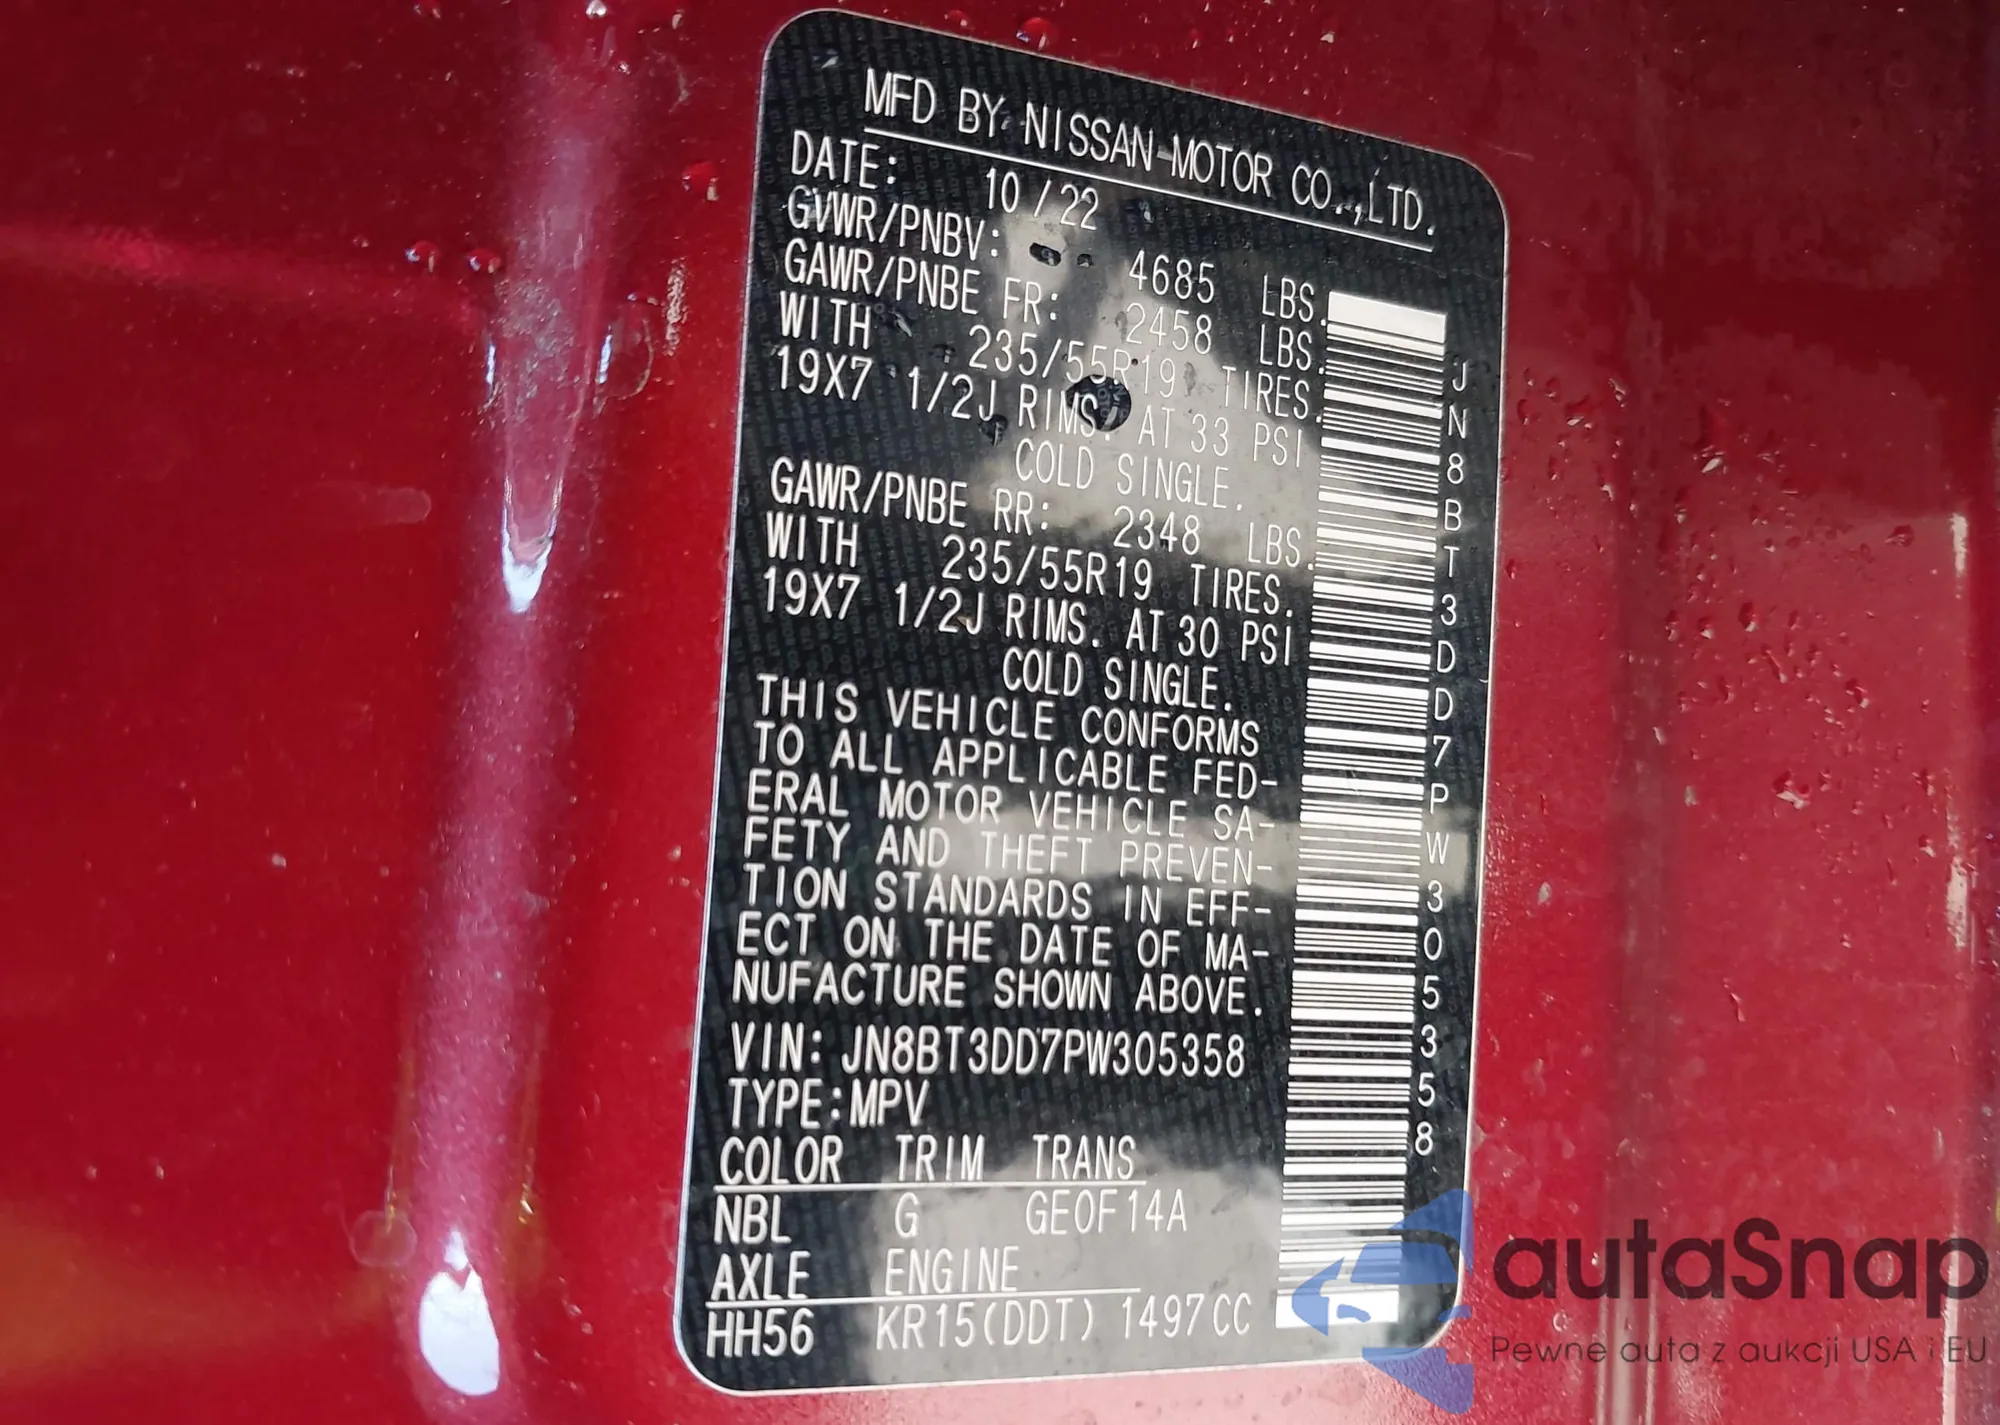 MFD BY NISSAN MOTOR CO.,LTD.
DATE: 10/22
GVWR/PNBV: 4685 LBS.
GAWR/PNBE FR: 2458 LBS.
WITH 235/55R19 TIRES.
19X7 1/2J RIMS. AT 33 PSI
COLD SINGLE.
GAWR/PNBE RR: 2348 LBS.
WITH 235/55R19 TIRES.
19X7 1/2J RIMS. AT 30 PSI
COLD SINGLE.
THIS VEHICLE CONFORMS
TO ALL APPLICABLE FED-
ERAL MOTOR VEHICLE SA-
FETY AND THEFT PREVEN-
TION STANDARDS IN EFF-
ECT ON THE DATE OF MA-
NUFACTURE SHOWN ABOVE.
VIN: JN8BT3DD7PW305358
TYPE:MPV
COLOR TRIM TRANS
NBL G GE0F14A
AXLE ENGINE
HH56 KR15(DDT) 1497CC
JN8BT3DD7PW305358
autaSnap
Pewne auta z aukcji USA i EU